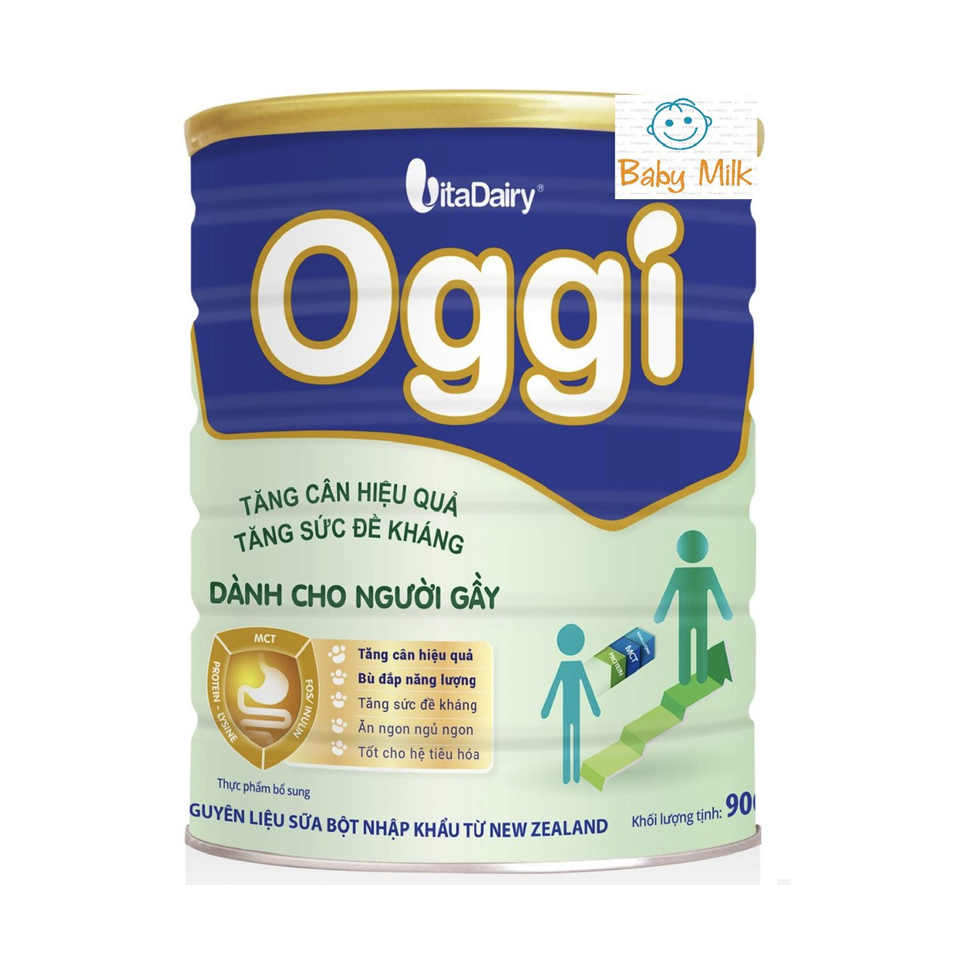 Baby Milk
VitaDairy®
Oggi
TĂNG CÂN HIỆU QUẢ
TĂNG SỨC ĐỀ KHÁNG
DÀNH CHO NGƯỜI GẦY
MCT
PROTEIN - LYSINE
FOS/ INULIN
Tăng cân hiệu quả
Bù đắp năng lượng
Tăng sức đề kháng
Ăn ngon ngủ ngon
Tốt cho hệ tiêu hóa
MCT
PROTEIN
Thực phẩm bổ sung
GUYÊN LIỆU SỮA BỘT NHẬP KHẨU TỪ NEW ZEALAND
Khối lượng tịnh: 900